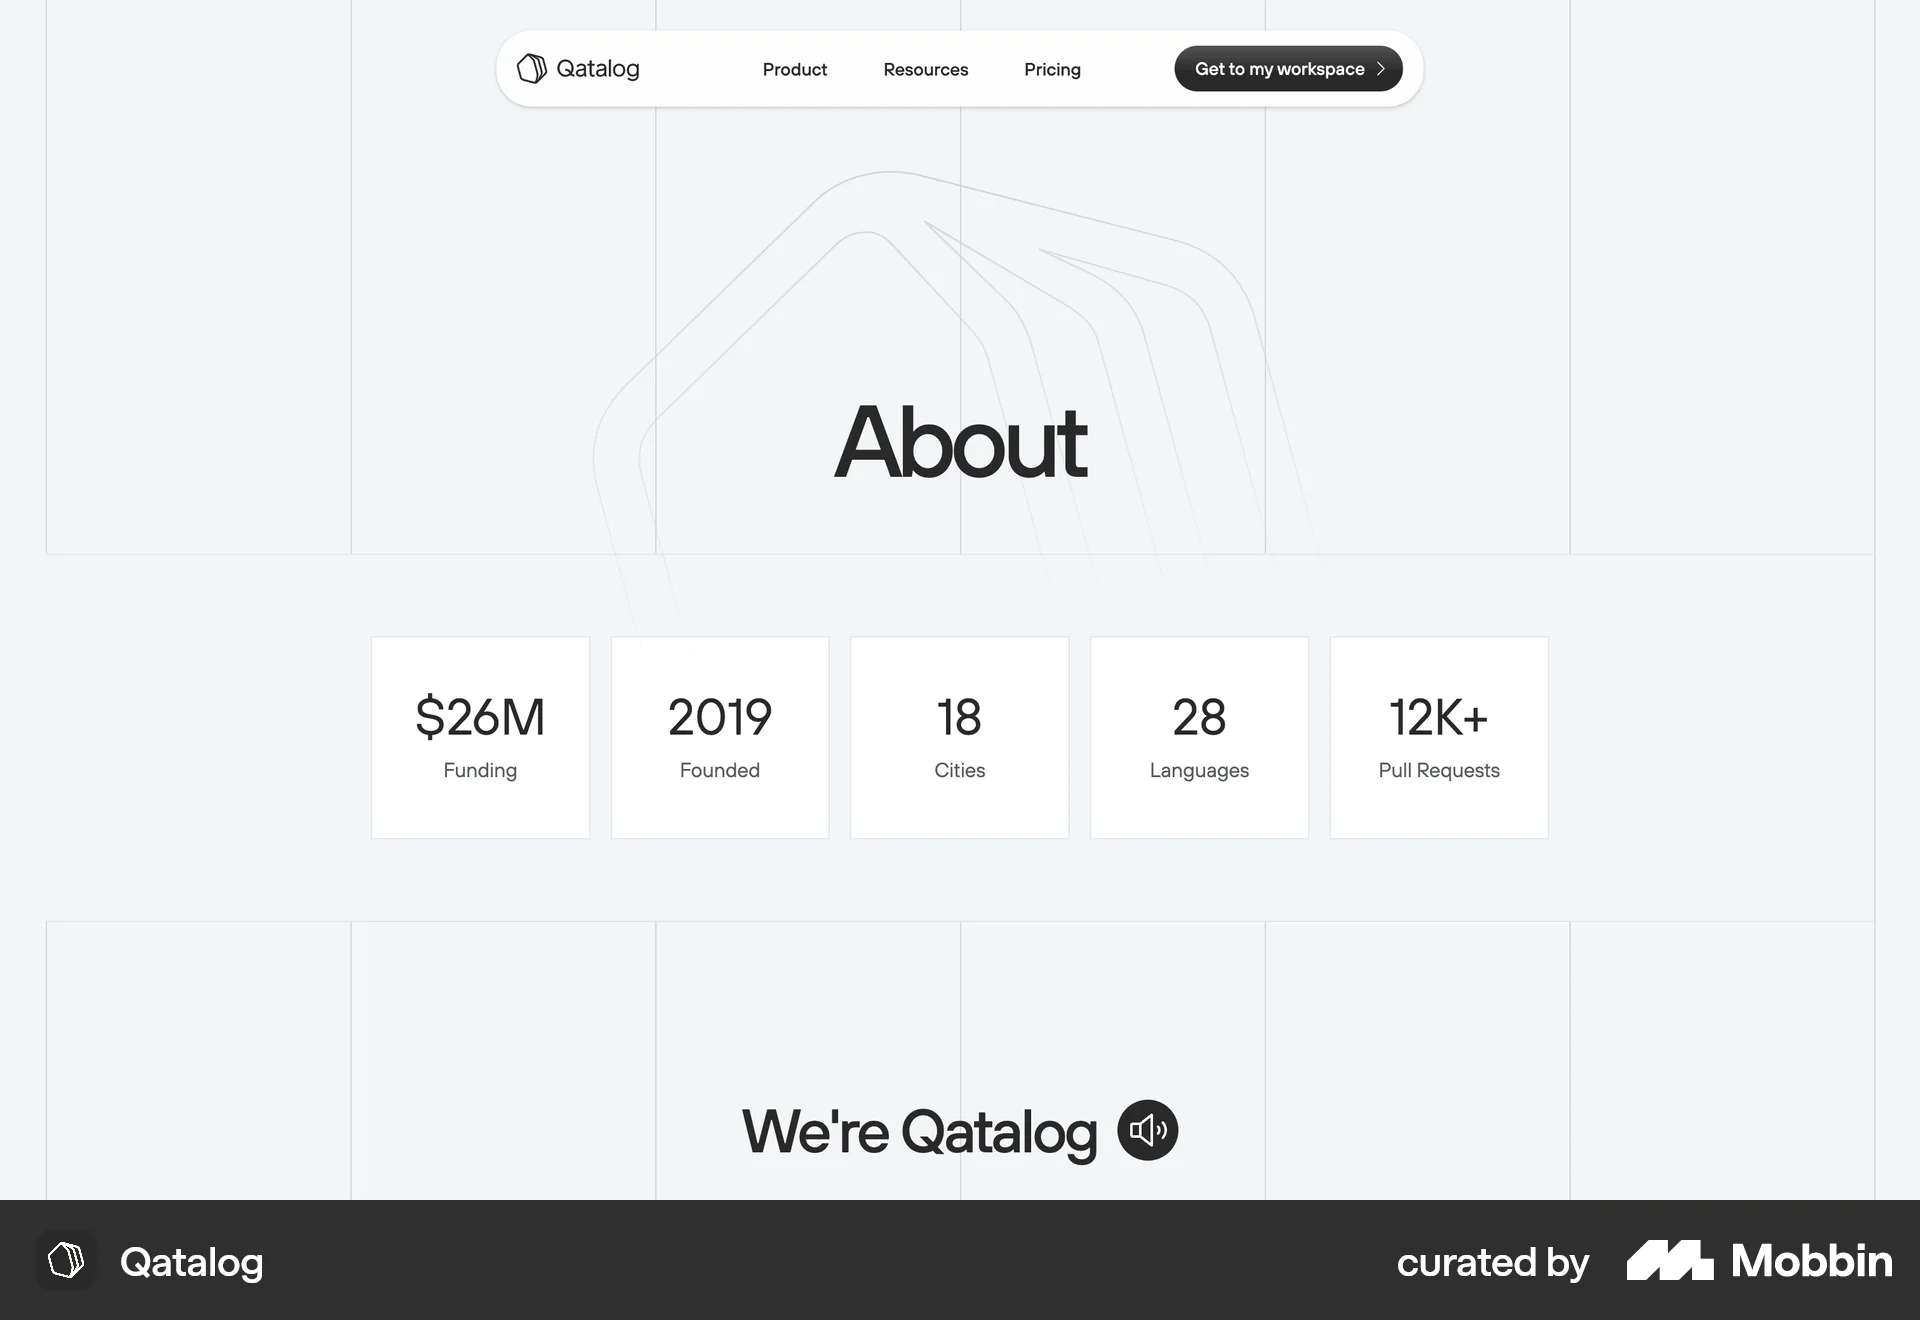 Qatalog
Product
Resources
Pricing
Get to my workspace
About
$26M
Funding
2019
Founded
18
Cities
28
Languages
12K+
Pull Requests
We're Qatalog
Qatalog
curated by Mobbin